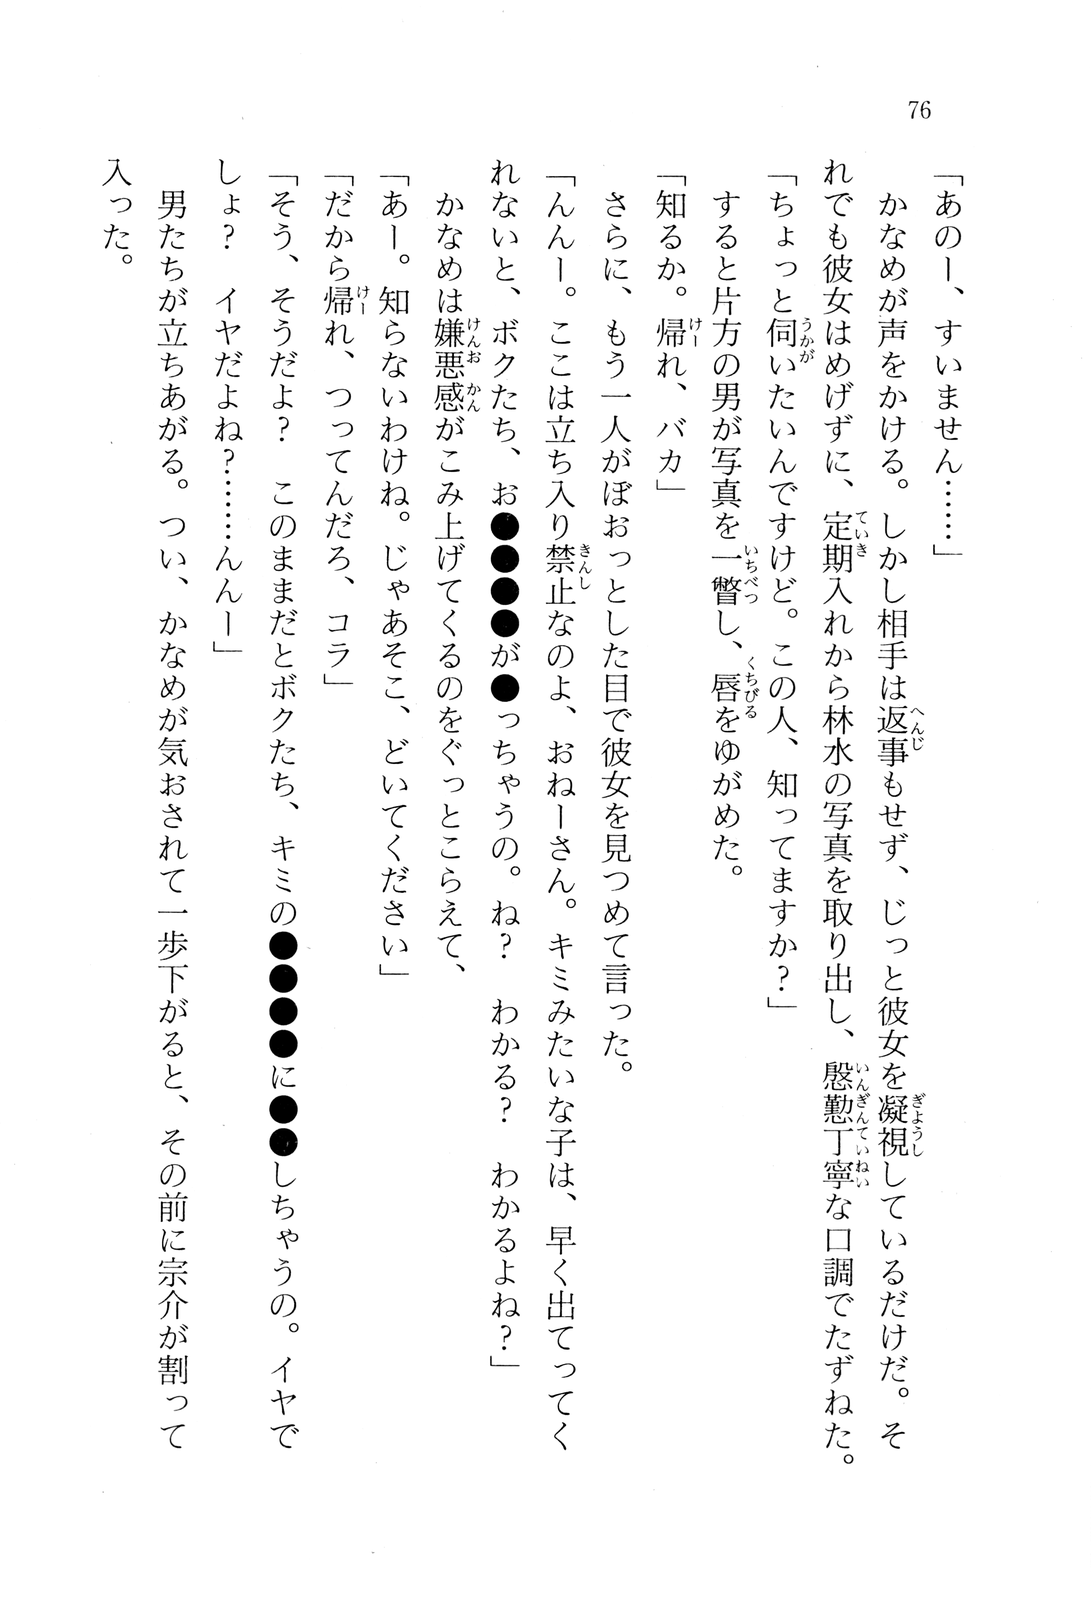 76
「あのー、すいません……」
　かなめが声をかける。しかし相手は返事もせず、じっと彼女を凝視しているだけだ。そ
れでも彼女はめげずに、定期入れから林水の写真を取り出し、慇懃丁寧な口調でたずねた。
「ちょっと伺いたいんですけど。この人、知ってますか？」
　すると片方の男が写真を一瞥し、唇をゆがめた。
「知るか。帰れ、バカ」
　さらに、もう一人がぼおっとした目で彼女を見つめて言った。
「んんー。ここは立ち入り禁止なのよ、おねーさん。キミみたいな子は、早く出てってく
れないと、ボクたち、お●●●●が●っちゃうの。ね？　わかる？　わかるよね？」
　かなめは嫌悪感がこみ上げてくるのをぐっとこらえて、
「あー。知らないわけね。じゃあそこ、どいてください」
「だから帰れ、つってんだろ、コラ」
「そう、そうだよ？　このままだとボクたち、キミの●●●●に●●しちゃうの。イヤで
しょ？　イヤだよね？……んんー」
　男たちが立ちあがる。つい、かなめが気おされて一歩下がると、その前に宗介が割って
入った。